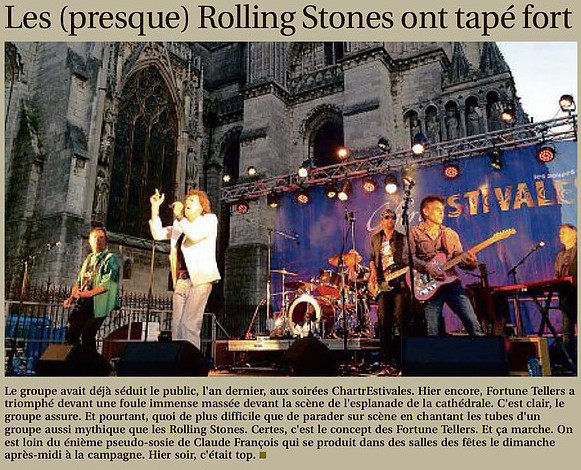 Les (presque) Rolling Stones ont tapé fort
les soirées
ESTIVALE
Le groupe avait déjà séduit le public, l'an dernier, aux soirées ChartrEstivales. Hier encore, Fortune Tellers a
triomphé devant une foule immense massée devant la scène de l'esplanade de la cathédrale. C'est clair, le
groupe assure. Et pourtant, quoi de plus difficile que de parader sur scène en chantant les tubes d'un
groupe aussi mythique que les Rolling Stones. Certes, c'est le concept des Fortune Tellers. Et ça marche. On
est loin du énième pseudo-sosie de Claude François qui se produit dans des salles des fêtes le dimanche
après-midi à la campagne. Hier soir, c'était top.